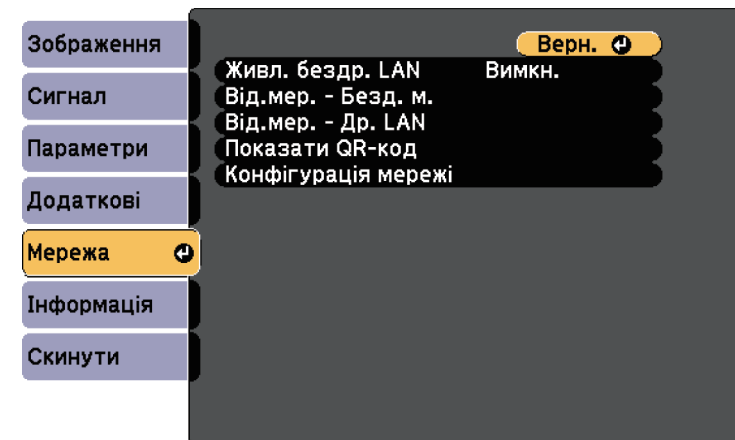 Зображення
Сигнал
Параметри
Додаткові
Мережа
Інформація
Скинути
Верн.
Живл. бездр. LAN Вимкн.
Від.мер. - Безд. м.
Від.мер. - Др. LAN
Показати QR-код
Конфігурація мережі